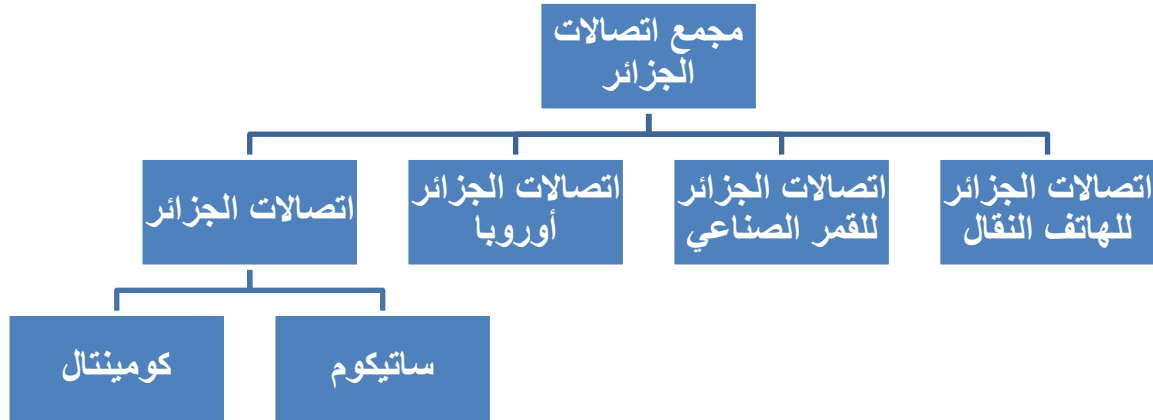 مجمع اتصالات
الجزائر
اتصالات الجزائر
للهاتف النقال
اتصالات الجزائر
للقمر الصناعي
اتصالات الجزائر
أوروبا
اتصالات الجزائر
ساتيكوم
كومينتال